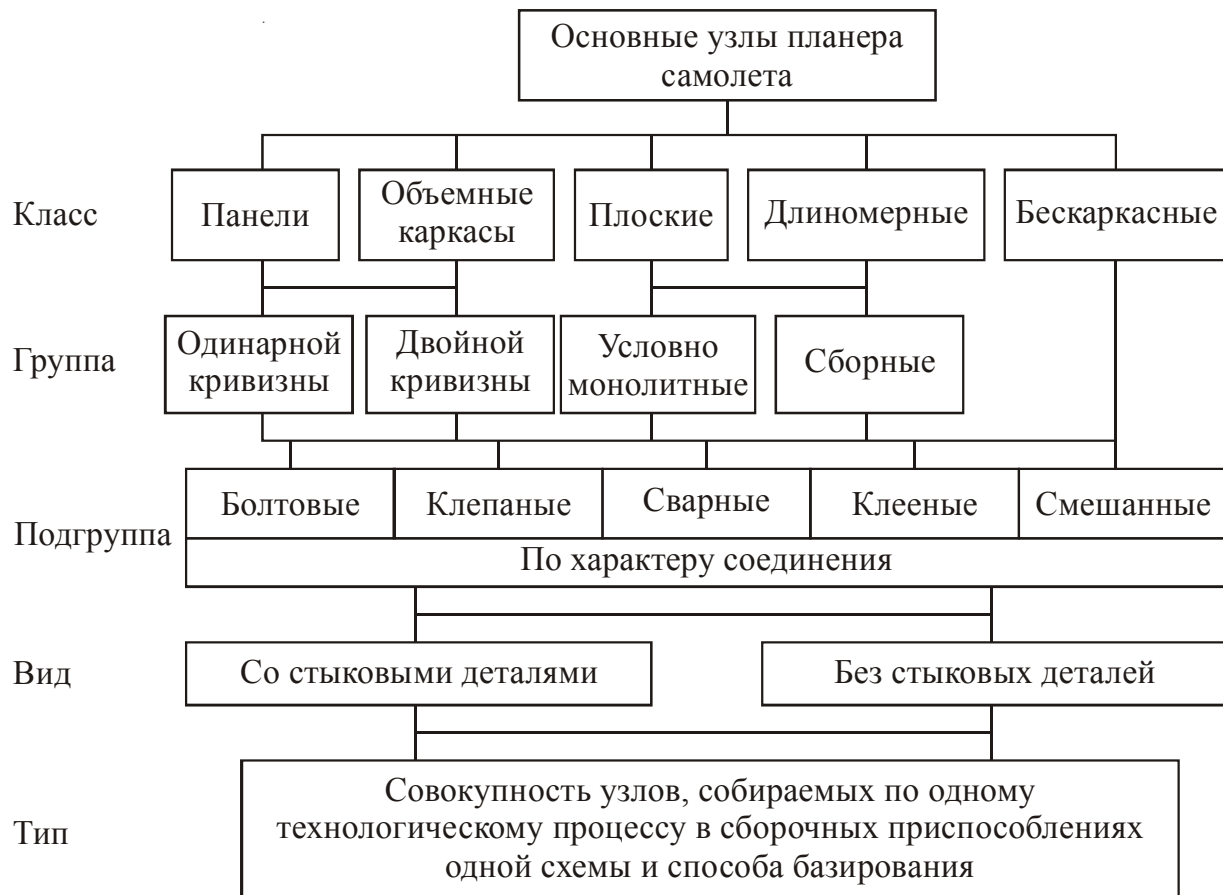 Основные узлы планера
самолета
Класс
Панели
Объемные
каркасы
Плоские
Длиномерные
Бескаркасные
Группа
Одинарной
кривизны
Двойной
кривизны
Условно
монолитные
Сборные
Подгруппа
Болтовые
Клепаные
Сварные
Клееные
Смешанные
По характеру соединения
Вид
Со стыковыми деталями
Без стыковых деталей
Тип
Совокупность узлов, собираемых по одному
технологическому процессу в сборочных приспособлениях
одной схемы и способа базирования